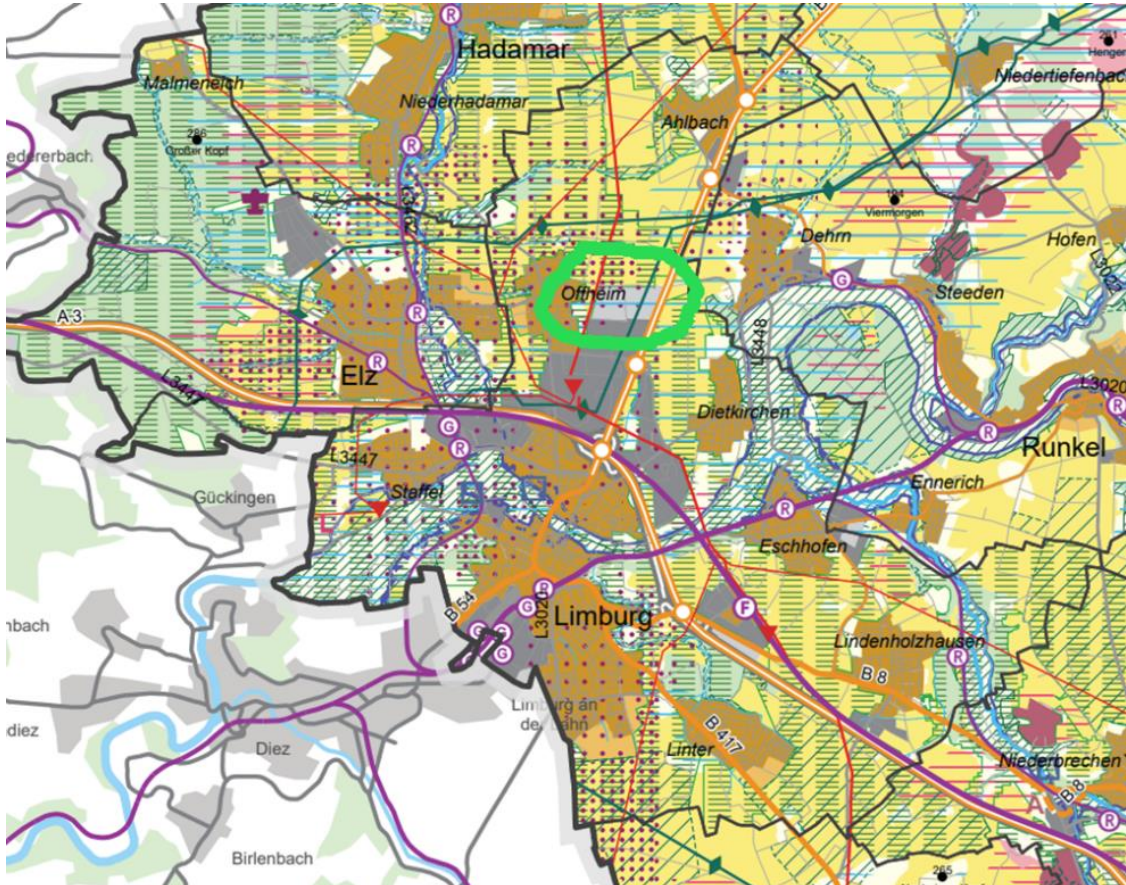 Hadamar
Malmeneich
Niederhadamar
286
Großer Kopf
edererbach
Ahlbach
Niedertiefenbach
Hengen
L3462
184
Viermorgen
Dehrn
Hofen
L3022
Offheim
Steeden
L3448
A 3
Elz
L3447
L3447
Dietkirchen
L3020
Runkel
Gückingen
Staffel
Ennerich
Eschhofen
B 54
L3020
Limburg
Lindenholzhausen
B 8
nbach
Limburg an
der Lahn
B 417
Linter
diez
Diez
Niederbrechen
B 8
Birlenbach
265
R
R
R
R
R
R
R
R
R
R
R
G
G
G
G
G
G
F